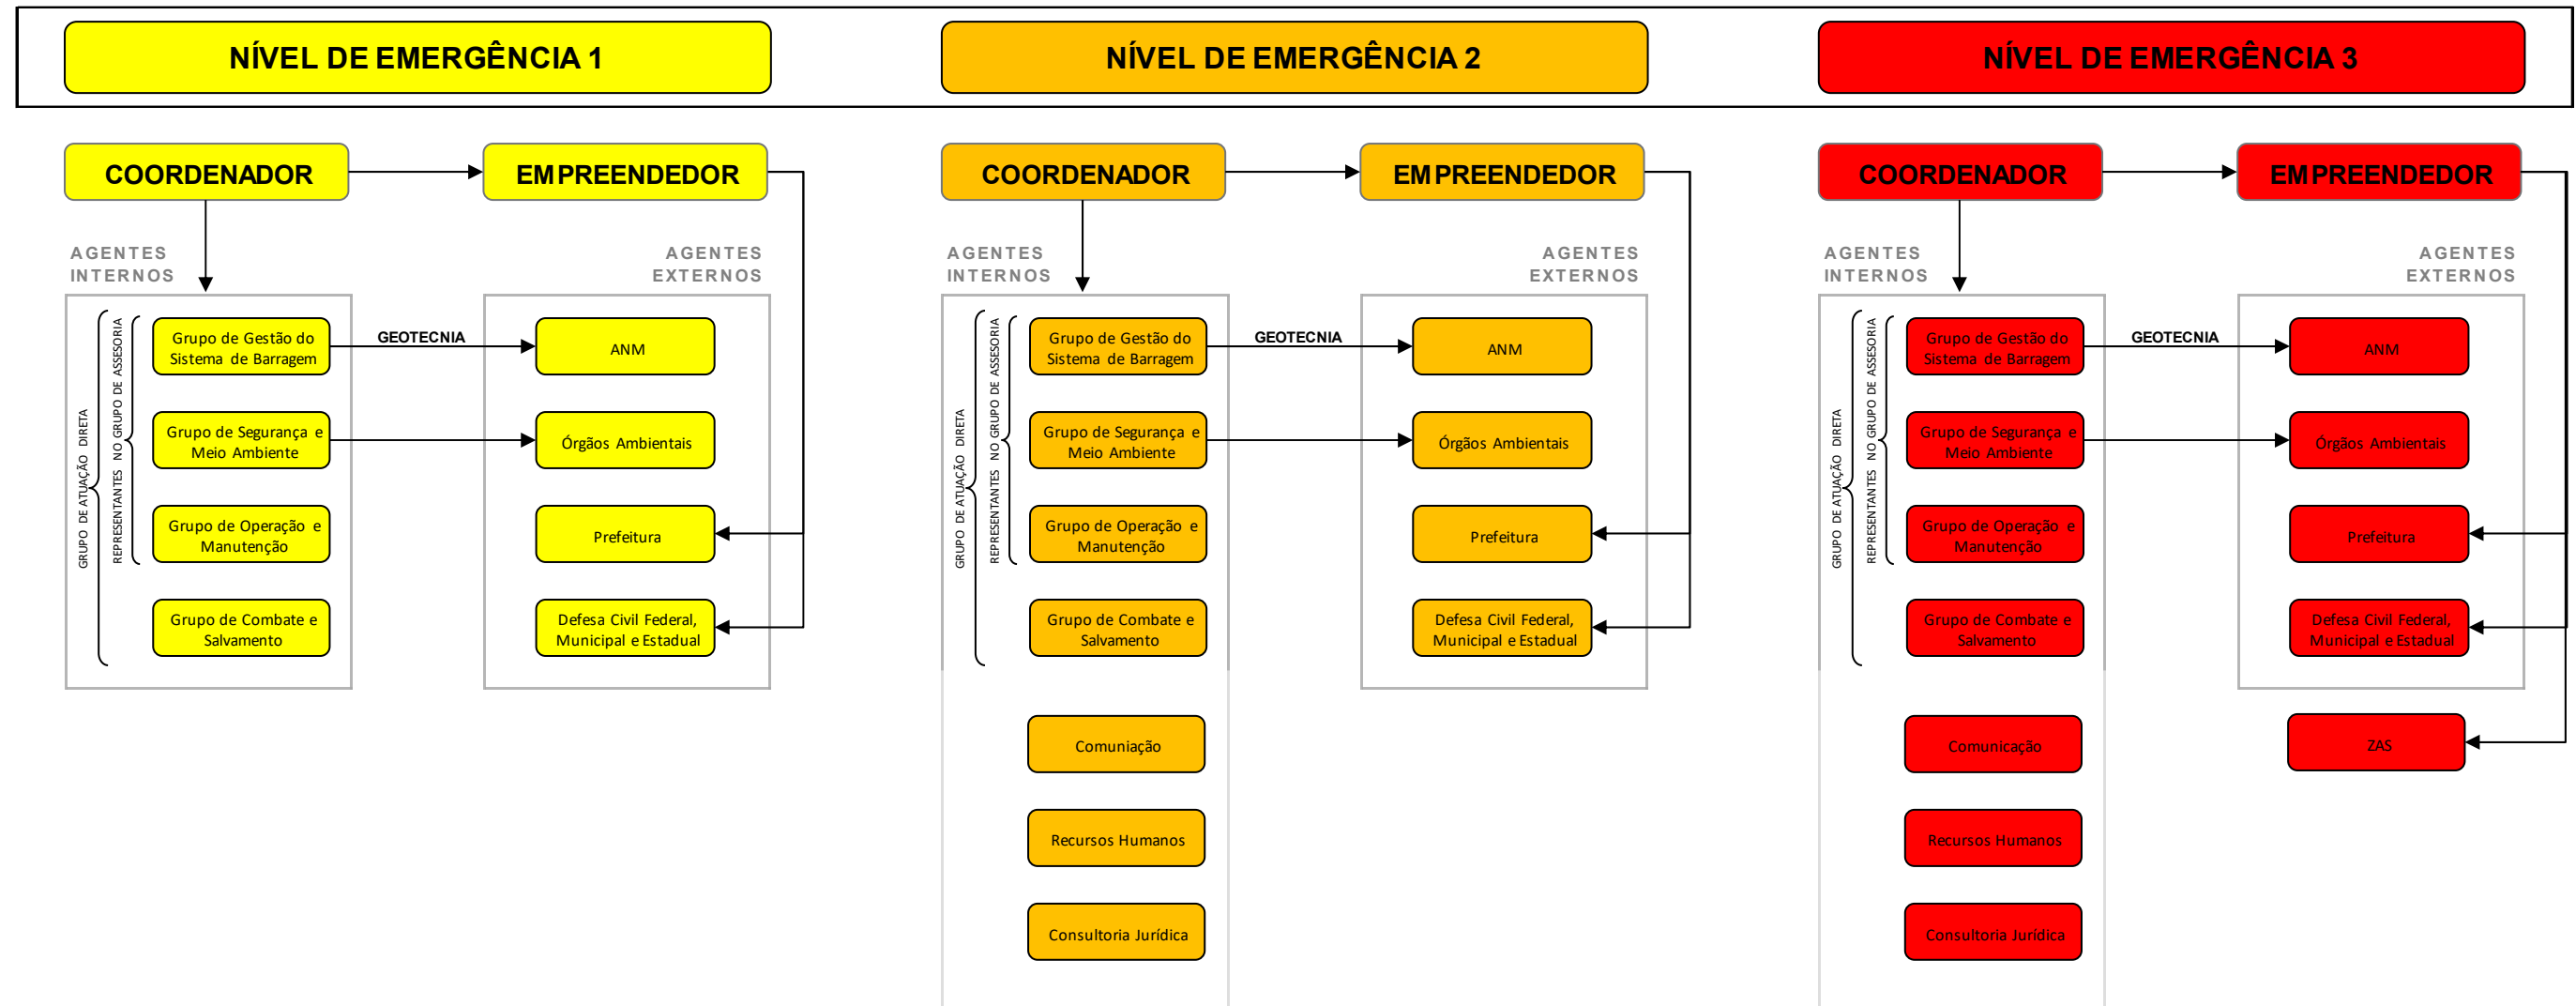 NÍVEL DE EMERGÊNCIA 1
NÍVEL DE EMERGÊNCIA 2
NÍVEL DE EMERGÊNCIA 3
COORDENADOR
EMPREENDEDOR
AGENTES
INTERNOS
AGENTES
EXTERNOS
GRUPO DE ATUAÇÃO DIRETA
REPRESENTANTES NO GRUPO DE ASSESORIA
Grupo de Gestão do
Sistema de Barragem
GEOTECNIA
ANM
Grupo de Segurança e
Meio Ambiente
Órgãos Ambientais
Grupo de Operação e
Manutenção
Prefeitura
Grupo de Combate e
Salvamento
Defesa Civil Federal,
Municipal e Estadual
COORDENADOR
EMPREENDEDOR
AGENTES
INTERNOS
AGENTES
EXTERNOS
GRUPO DE ATUAÇÃO DIRETA
REPRESENTANTES NO GRUPO DE ASSESORIA
Grupo de Gestão do
Sistema de Barragem
GEOTECNIA
ANM
Grupo de Segurança e
Meio Ambiente
Órgãos Ambientais
Grupo de Operação e
Manutenção
Prefeitura
Grupo de Combate e
Salvamento
Defesa Civil Federal,
Municipal e Estadual
Comuniação
Recursos Humanos
Consultoria Jurídica
COORDENADOR
EMPREENDEDOR
AGENTES
INTERNOS
AGENTES
EXTERNOS
GRUPO DE ATUAÇÃO DIRETA
REPRESENTANTES NO GRUPO DE ASSESORIA
Grupo de Gestão do
Sistema de Barragem
GEOTECNIA
ANM
Grupo de Segurança e
Meio Ambiente
Órgãos Ambientais
Grupo de Operação e
Manutenção
Prefeitura
Grupo de Combate e
Salvamento
Defesa Civil Federal,
Municipal e Estadual
Comunicação
ZAS
Recursos Humanos
Consultoria Jurídica